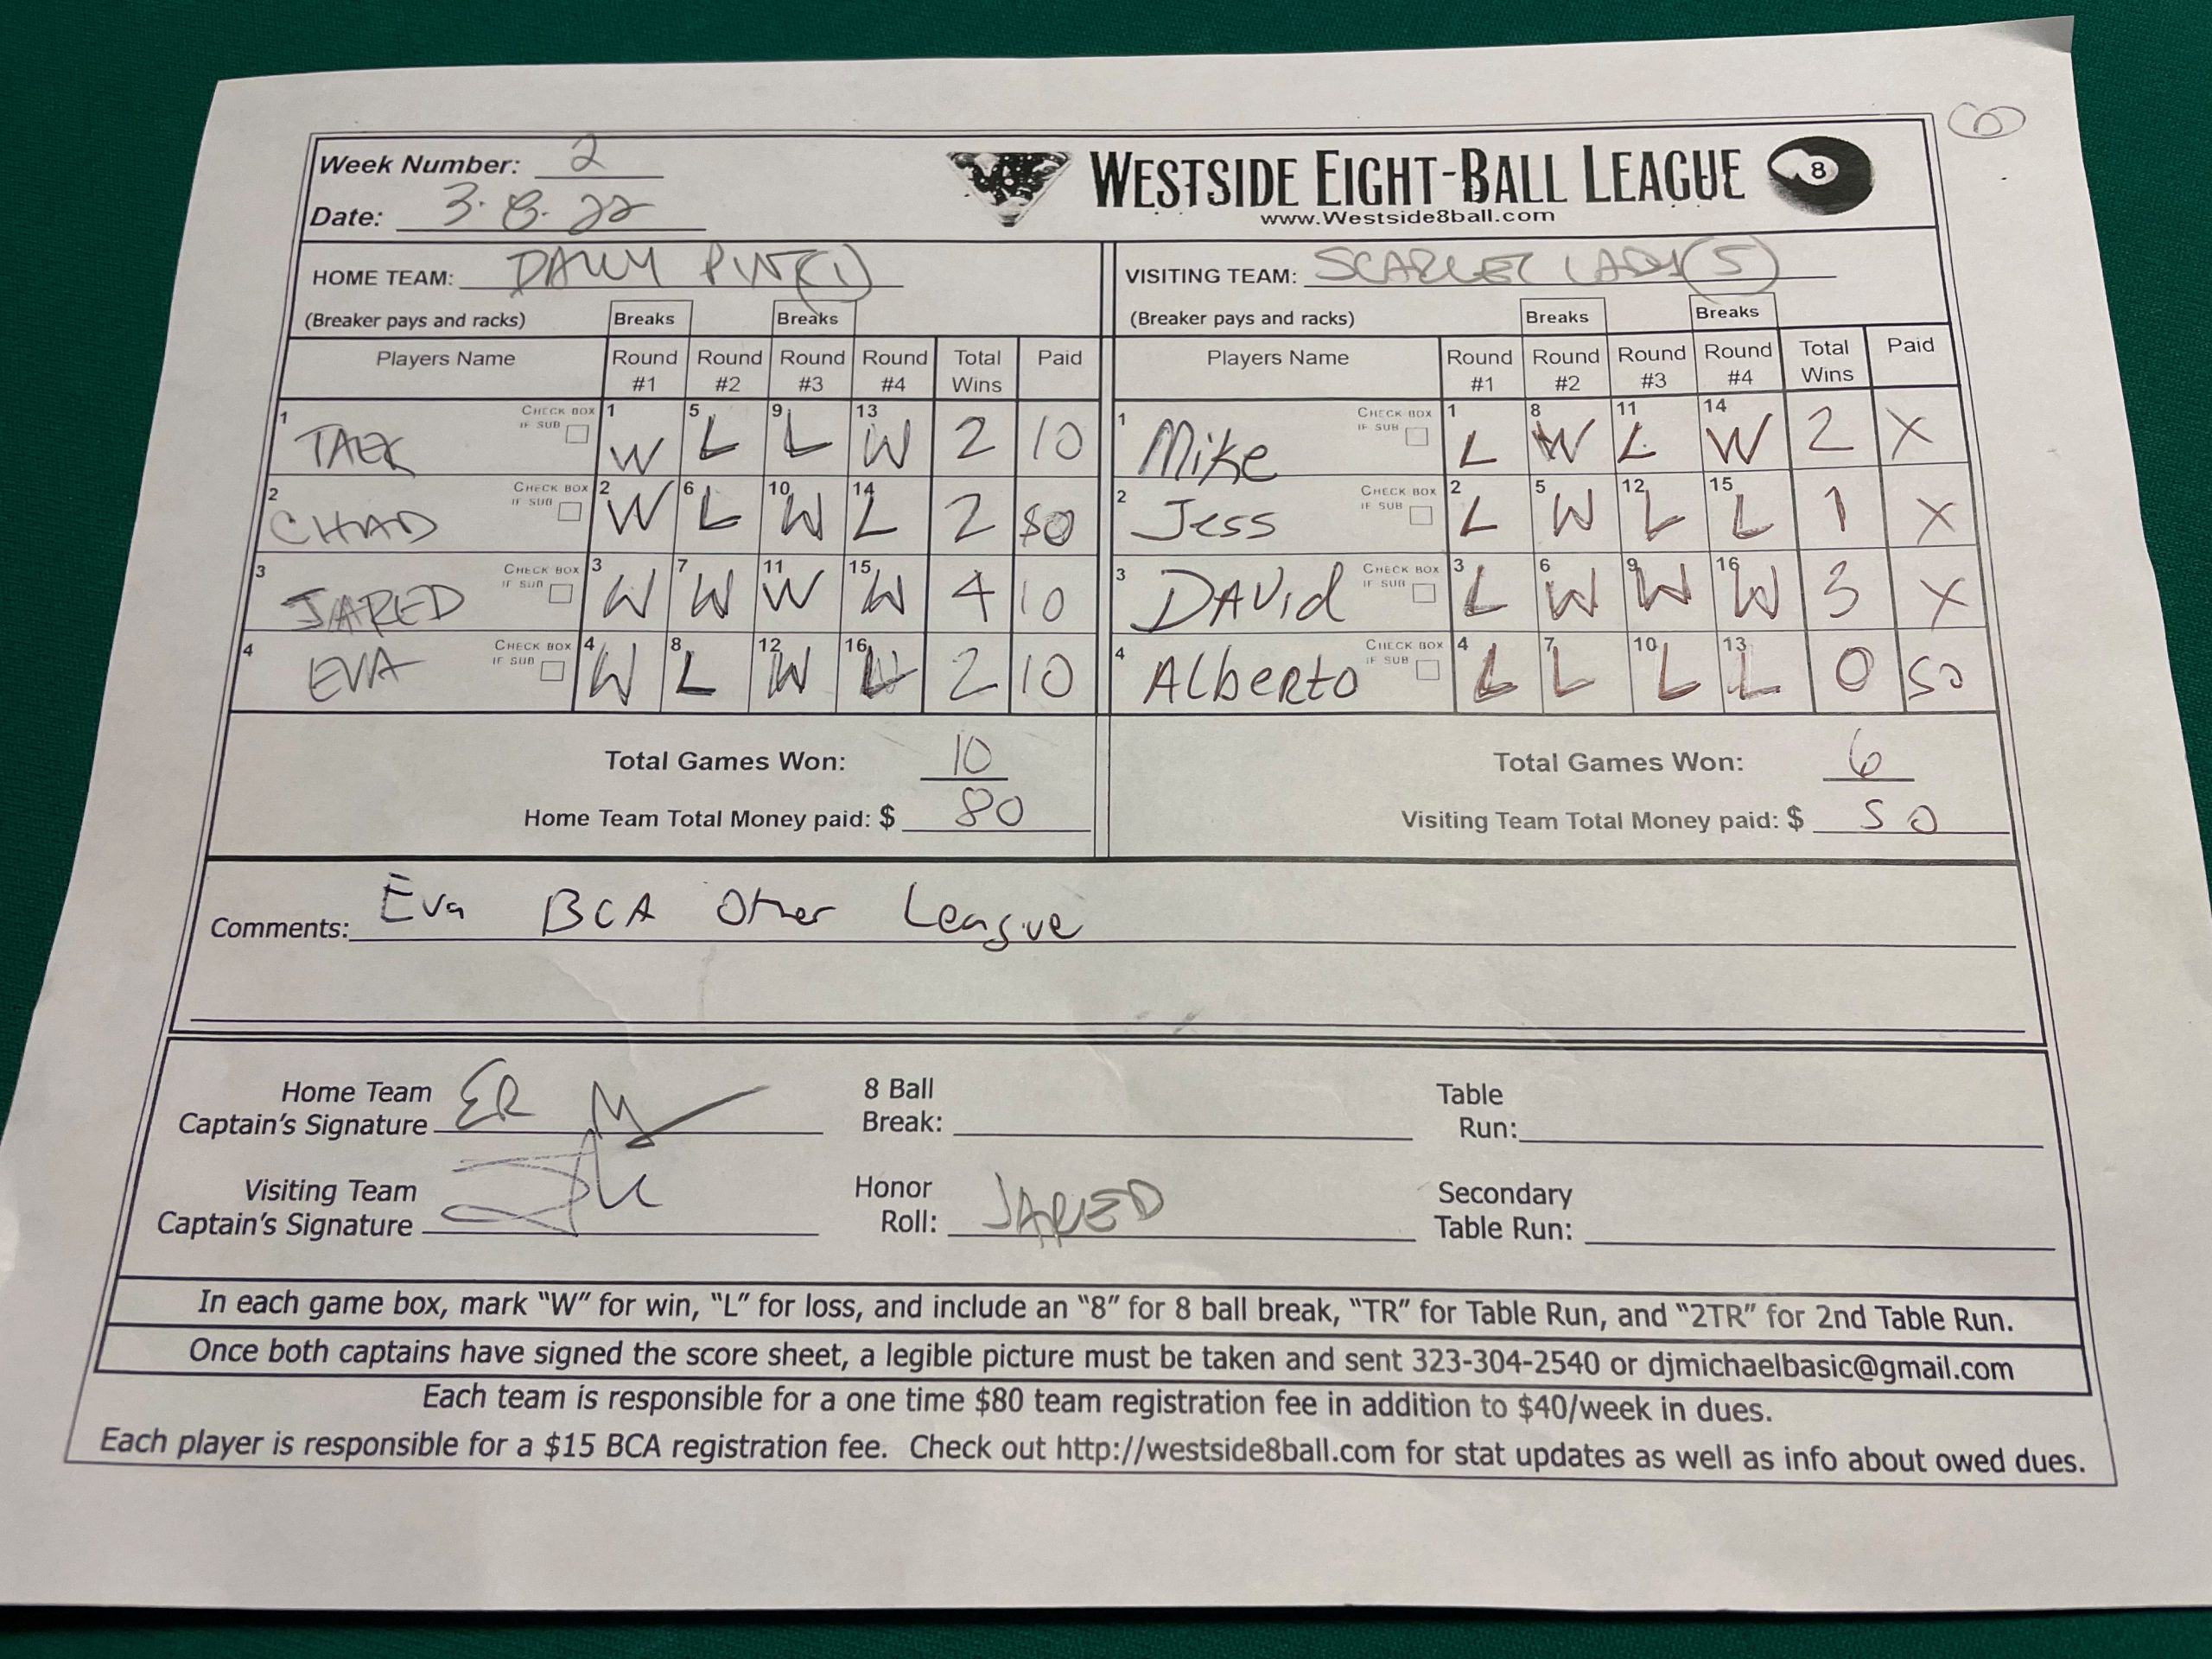 6
Week Number: 2
WESTSIDE EIGHT-BALL LEAGUE 8
Date: 3.8.22
www.Westside8ball.com
HOME TEAM: (1) VISITING TEAM: SCARLET LADY (5)
(Breaker pays and racks) Breaks Breaks (Breaker pays and racks) Breaks Breaks
Players Name Round #1 Round #2 Round #3 Round #4 Total Wins Paid Players Name Round #1 Round #2 Round #3 Round #4 Total Wins Paid
1 CHECK BOX IF SUB 1 W 5 L 9 L 13 W 2 10 1 Mike CHECK BOX IF SUB 1 L 8 W 11 L 14 W 2 X
2 CHAD CHECK BOX IF SUB 2 W 6 L 10 W 14 L 2 2 Jess CHECK BOX IF SUB 2 L 5 W 12 L 15 L 1 X
3 JARED CHECK BOX IF SUB 3 W 7 W 11 W 15 W 4 10 3 DAVid CHECK BOX IF SUB 3 L 6 W 9 W 16 W 3 X
4 EVA CHECK BOX IF SUB 4 W 8 L 12 W 16 L 2 10 4 AlbeRto CHECK BOX IF SUB 4 L 7 L 10 L 13 L 0 50
Total Games Won: 10 Total Games Won: 6
Home Team Total Money paid: $ 80 Visiting Team Total Money paid: $ 50
Comments: Eva BCA Other League
Home Team Captain's Signature 8 Ball Break: Table Run:
Visiting Team Captain's Signature Honor Roll: JARED Secondary Table Run:
In each game box, mark "W" for win, "L" for loss, and include an "8" for 8 ball break, "TR" for Table Run, and "2TR" for 2nd Table Run.
Once both captains have signed the score sheet, a legible picture must be taken and sent 323-304-2540 or djmichaelbasic@gmail.com
Each team is responsible for a one time $80 team registration fee in addition to $40/week in dues.
Each player is responsible for a $15 BCA registration fee. Check out http://westside8ball.com for stat updates as well as info about owed dues.